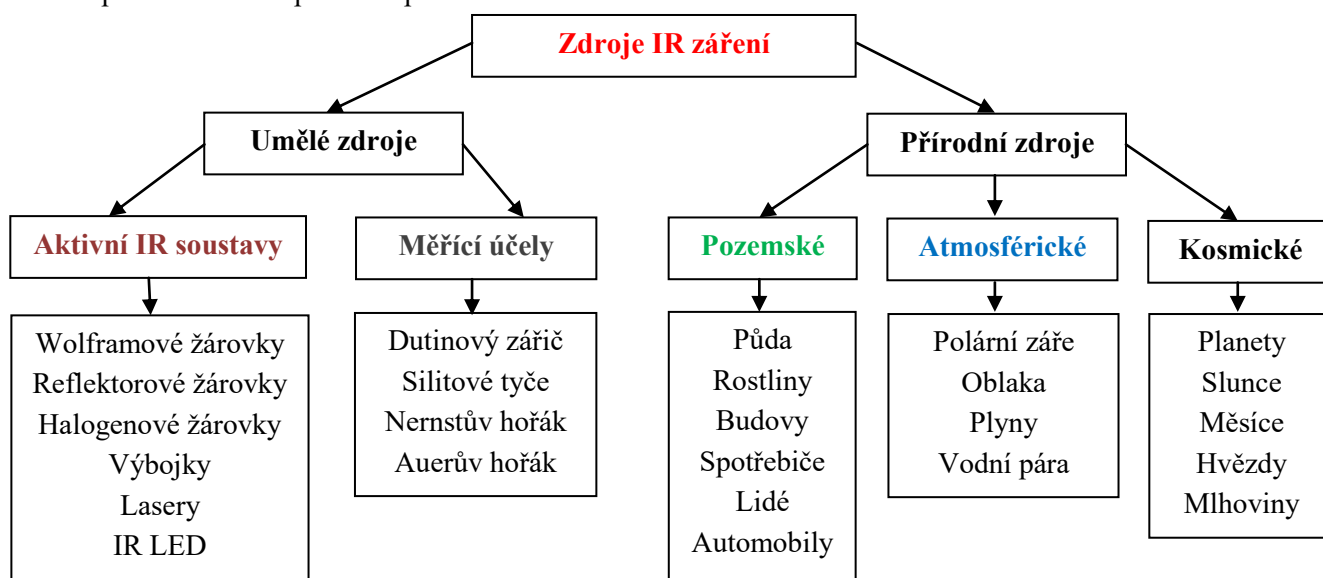 Zdroje IR záření
Umělé zdroje
Přírodní zdroje
Aktivní IR soustavy
Měřící účely
Pozemské
Atmosférické
Kosmické
Wolframové žárovky
Reflektorové žárovky
Halogenové žárovky
Výbojky
Lasery
IR LED
Dutinový zářič
Silitové tyče
Nernstův hořák
Auerův hořák
Půda
Rostliny
Budovy
Spotřebiče
Lidé
Automobily
Polární záře
Oblaka
Plyny
Vodní pára
Planety
Slunce
Měsíce
Hvězdy
Mlhoviny